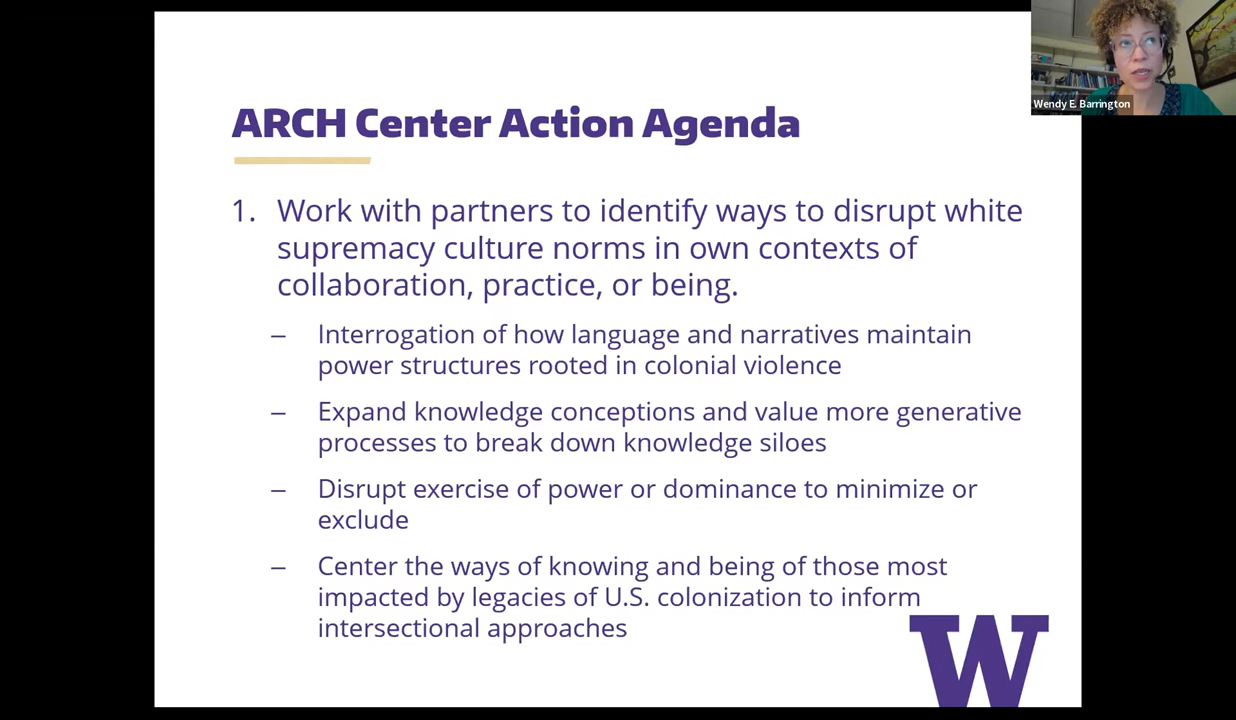 Wendy E. Barrington
ARCH Center Action Agenda
1. Work with partners to identify ways to disrupt white
supremacy culture norms in own contexts of
collaboration, practice, or being.
– Interrogation of how language and narratives maintain
power structures rooted in colonial violence
– Expand knowledge conceptions and value more generative
processes to break down knowledge siloes
– Disrupt exercise of power or dominance to minimize or
exclude
– Center the ways of knowing and being of those most
impacted by legacies of U.S. colonization to inform
intersectional approaches
W